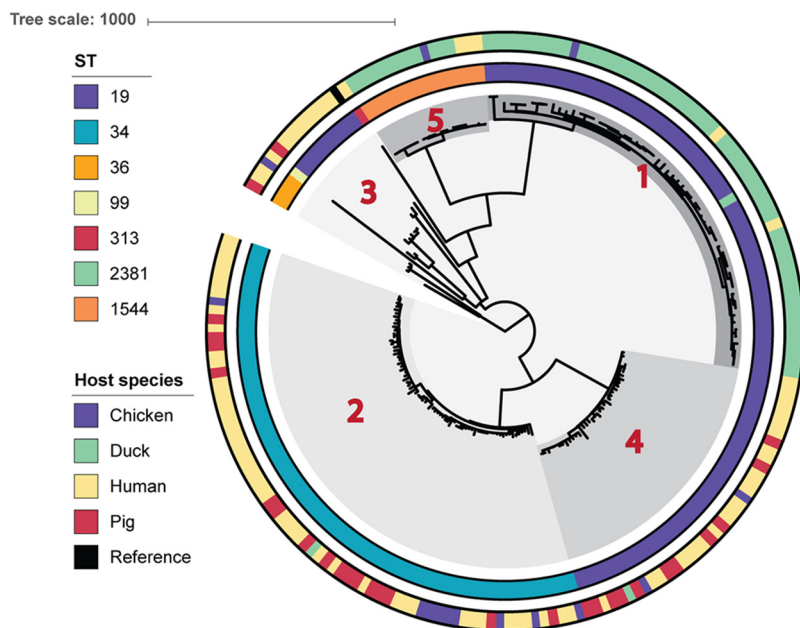 Tree scale: 1000
ST
19
34
36
99
313
2381
1544
Host species
Chicken
Duck
Human
Pig
Reference
5
1
3
2
4